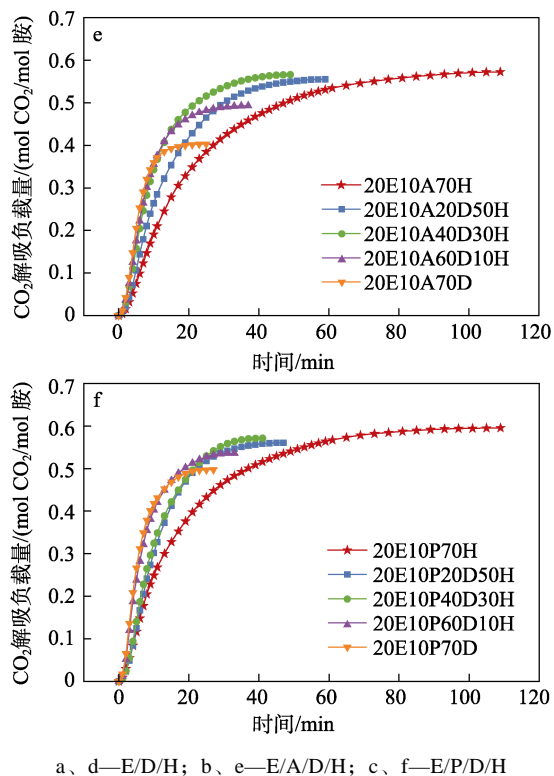 e
CO₂解吸负载量/(mol CO₂/mol 胺)
0.7
0.6
0.5
0.4
0.3
0.2
0.1
0
20E10A70H
20E10A20D50H
20E10A40D30H
20E10A60D10H
20E10A70D
0 20 40 60 80 100 120
时间/min
f
CO₂解吸负载量/(mol CO₂/mol 胺)
0.7
0.6
0.5
0.4
0.3
0.2
0.1
0
20E10P70H
20E10P20D50H
20E10P40D30H
20E10P60D10H
20E10P70D
0 20 40 60 80 100 120
时间/min
a、d—E/D/H；b、e—E/A/D/H；c、f—E/P/D/H